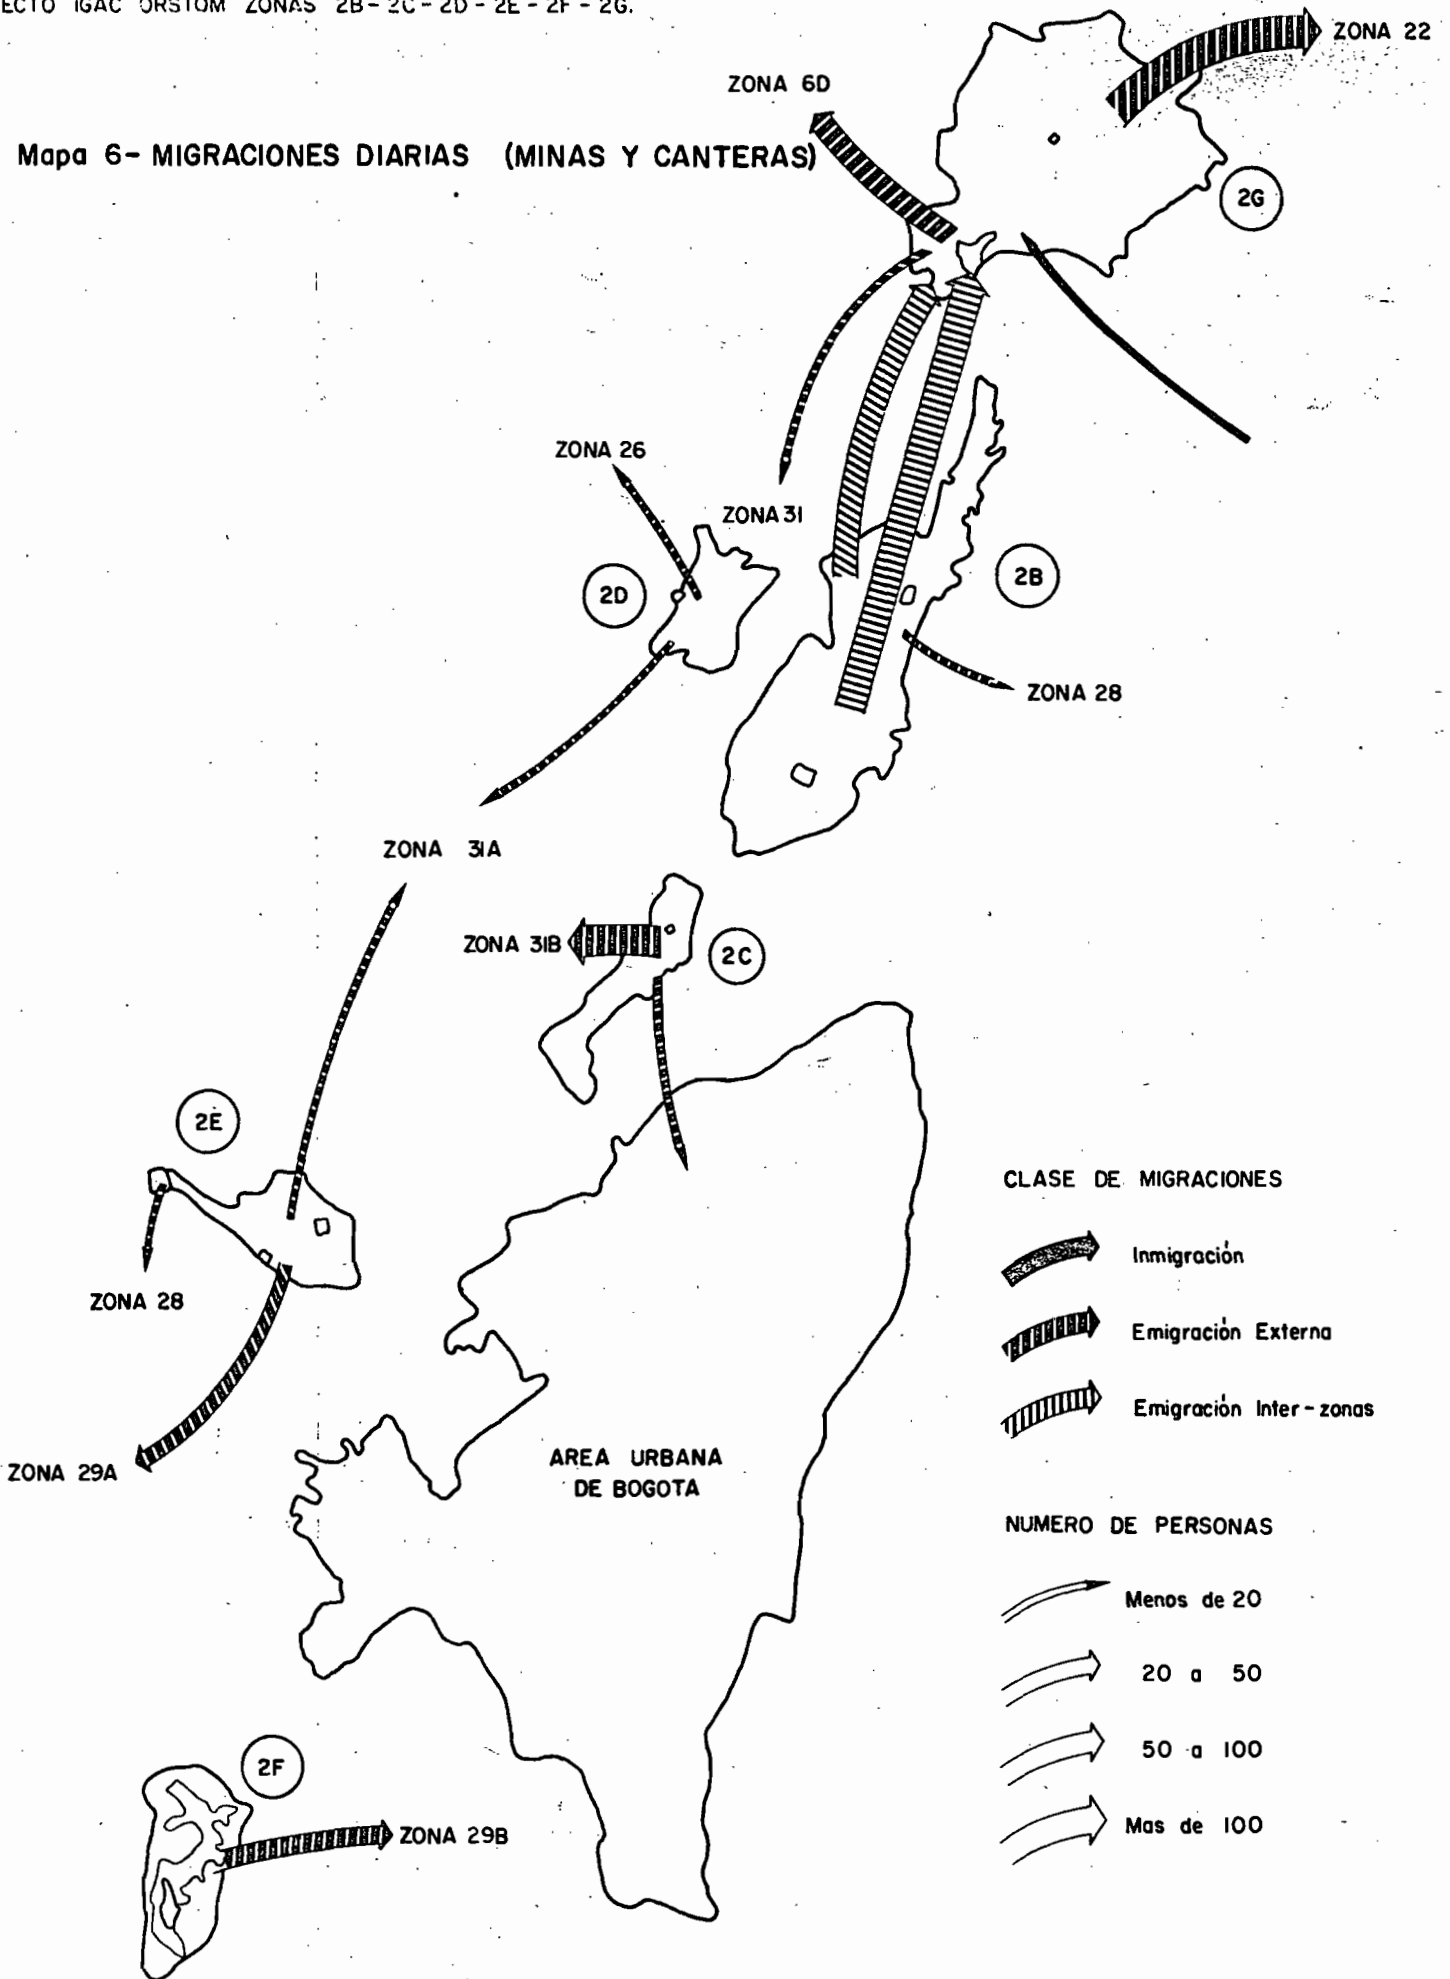 ECTO IGAC ORSTOM ZONAS 2B-2C-2D-2E-2F-2G.
ZONA 22
ZONA 6D
Mapa 6- MIGRACIONES DIARIAS (MINAS Y CANTERAS)
2G
ZONA 26
ZONA 31
2D
2B
ZONA 28
ZONA 31A
ZONA 31B
2C
2E
ZONA 28
ZONA 29A
AREA URBANA
DE BOGOTA
2F
ZONA 29B
CLASE DE MIGRACIONES
Inmigración
Emigración Externa
Emigración Inter-zonas
NUMERO DE PERSONAS
Menos de 20
20 a 50
50 a 100
Mas de 100